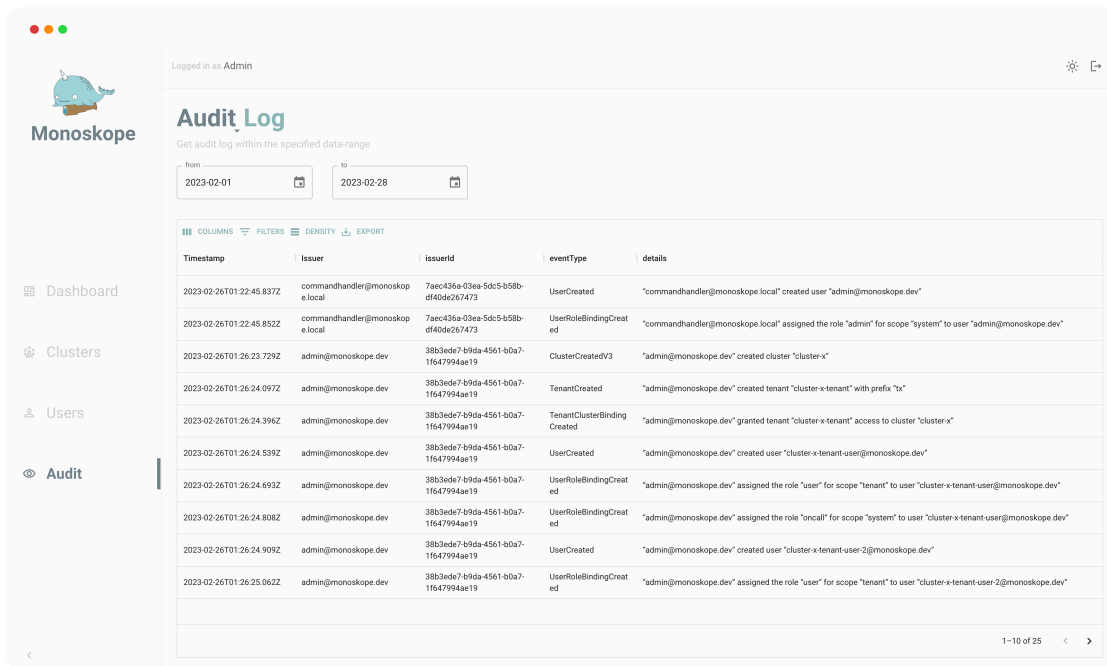 Logged in as Admin
Monoskope
Audit Log
Get audit log within the specified data-range
from
to
2023-02-01
2023-02-28
COLUMNS
FILTERS
DENSITY
EXPORT
Timestamp Issuer issuerId eventType details
2023-02-26T01:22:45.837Z commandhandler@monoskop 7aec436a-03ea-5dc5-b58b- UserCreated "commandhandler@monoskope.local" created user "admin@monoskope.dev"
e.local df40de267473
2023-02-26T01:22:45.852Z commandhandler@monoskop 7aec436a-03ea-5dc5-b58b- UserRoleBindingCreat "commandhandler@monoskope.local" assigned the role "admin" for scope "system" to user "admin@monoskope.dev"
e.local df40de267473 ed
2023-02-26T01:26:23.729Z admin@monoskope.dev 38b3ede7-b9da-4561-b0a7- ClusterCreatedV3 "admin@monoskope.dev" created cluster "cluster-x"
1f647994ae19
2023-02-26T01:26:24.097Z admin@monoskope.dev 38b3ede7-b9da-4561-b0a7- TenantCreated "admin@monoskope.dev" created tenant "cluster-x-tenant" with prefix "tx"
1f647994ae19
2023-02-26T01:26:24.396Z admin@monoskope.dev 38b3ede7-b9da-4561-b0a7- TenantClusterBinding "admin@monoskope.dev" granted tenant "cluster-x-tenant" access to cluster "cluster-x"
1f647994ae19 Created
2023-02-26T01:26:24.539Z admin@monoskope.dev 38b3ede7-b9da-4561-b0a7- UserCreated "admin@monoskope.dev" created user "cluster-x-tenant-user@monoskope.dev"
1f647994ae19
2023-02-26T01:26:24.693Z admin@monoskope.dev 38b3ede7-b9da-4561-b0a7- UserRoleBindingCreat "admin@monoskope.dev" assigned the role "user" for scope "tenant" to user "cluster-x-tenant-user@monoskope.dev"
1f647994ae19 ed
2023-02-26T01:26:24.808Z admin@monoskope.dev 38b3ede7-b9da-4561-b0a7- UserRoleBindingCreat "admin@monoskope.dev" assigned the role "oncall" for scope "system" to user "cluster-x-tenant-user@monoskope.dev"
1f647994ae19 ed
2023-02-26T01:26:24.909Z admin@monoskope.dev 38b3ede7-b9da-4561-b0a7- UserCreated "admin@monoskope.dev" created user "cluster-x-tenant-user-2@monoskope.dev"
1f647994ae19
2023-02-26T01:26:25.062Z admin@monoskope.dev 38b3ede7-b9da-4561-b0a7- UserRoleBindingCreat "admin@monoskope.dev" assigned the role "user" for scope "tenant" to user "cluster-x-tenant-user-2@monoskope.dev"
1f647994ae19 ed
1–10 of 25
Dashboard
Clusters
Users
Audit